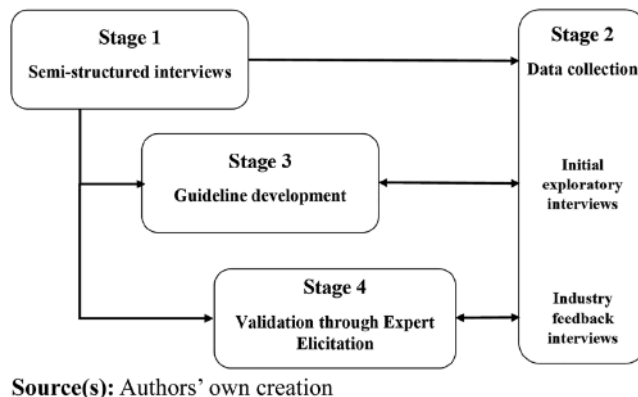 Stage 1
Semi-structured interviews
Stage 2
Data collection
Stage 3
Guideline development
Initial
exploratory
interviews
Stage 4
Validation through Expert
Elicitation
Industry
feedback
interviews
Source(s): Authors' own creation